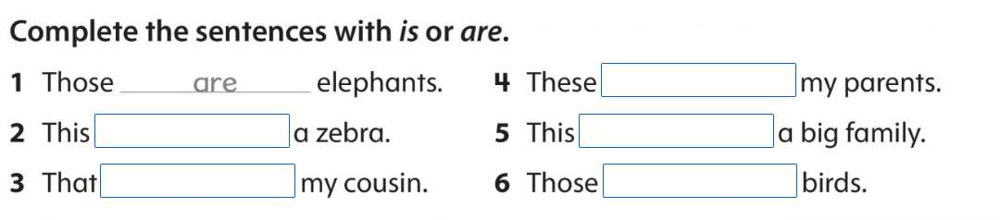 Complete the sentences with is or are.
1 Those are elephants.
2 This a zebra.
3 That my cousin.
4 These my parents.
5 This a big family.
6 Those birds.